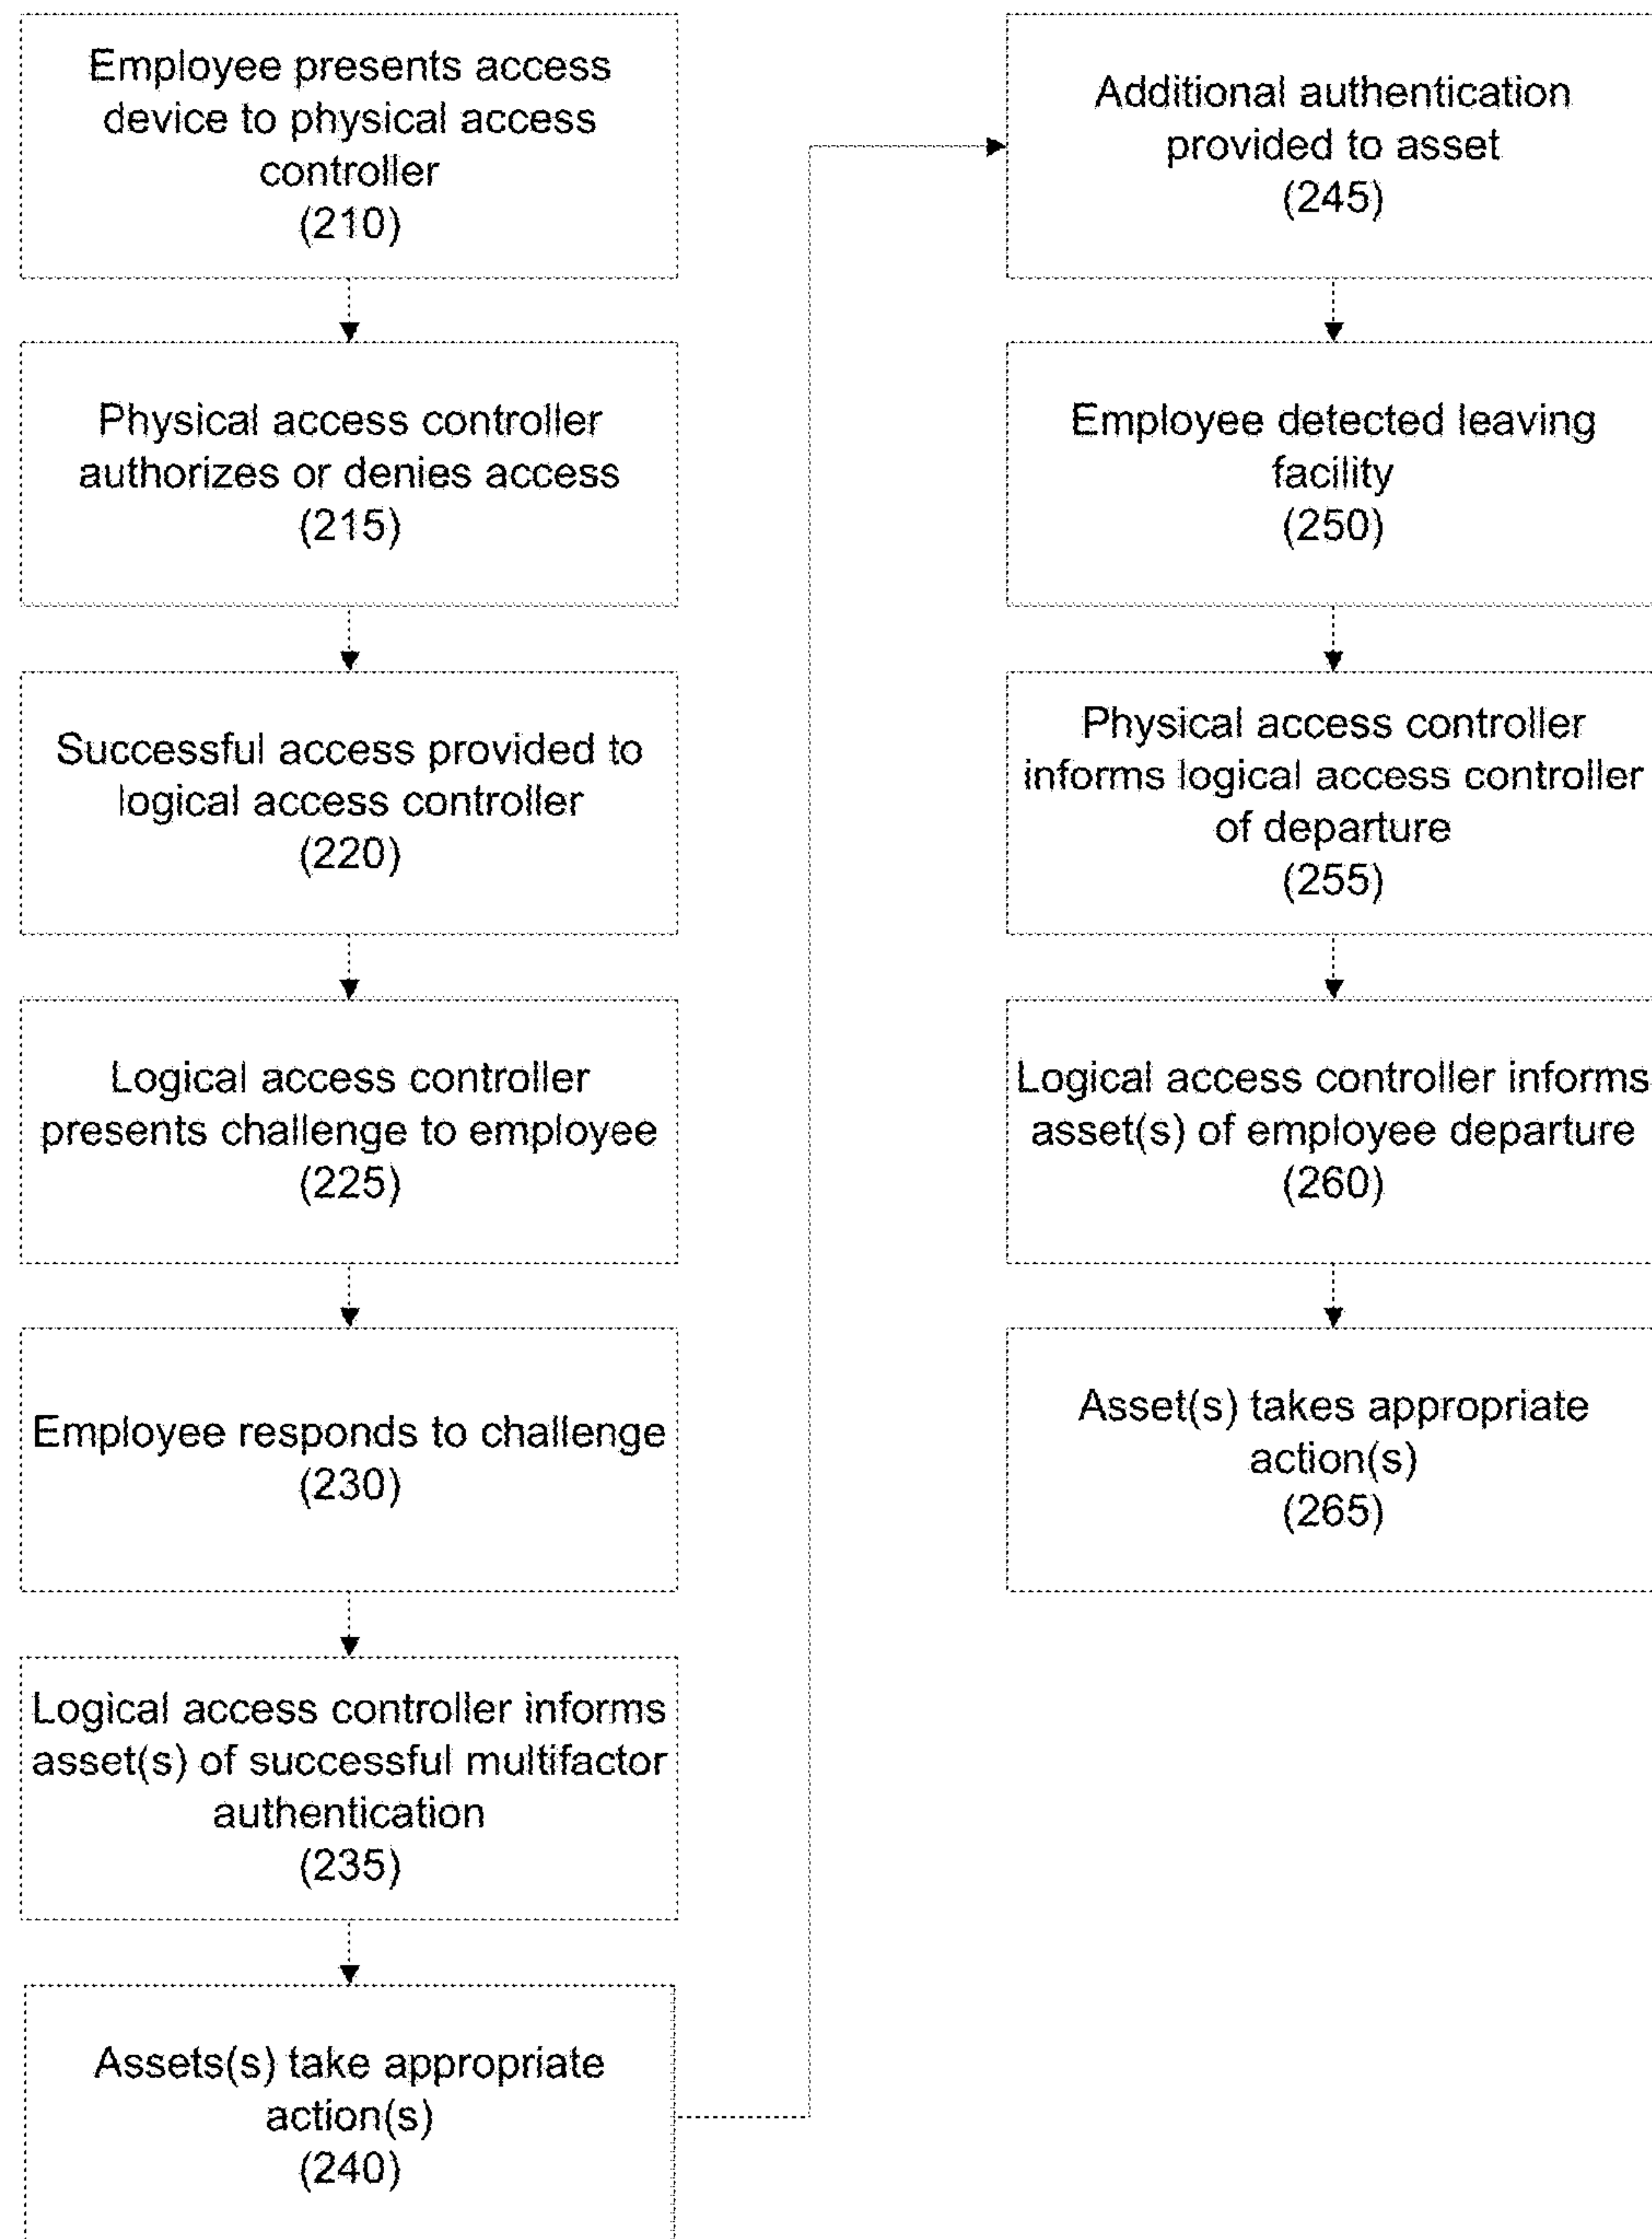 Employee presents access
device to physical access
controller
(210)
Physical access controller
authorizes or denies access
(215)
Successful access provided to
logical access controller
(220)
Logical access controller
presents challenge to employee
(225)
Employee responds to challenge
(230)
Logical access controller informs
asset(s) of successful multifactor
authentication
(235)
Assets(s) take appropriate
action(s)
(240)
Additional authentication
provided to asset
(245)
Employee detected leaving
facility
(250)
Physical access controller
informs logical access controller
of departure
(255)
Logical access controller informs
asset(s) of employee departure
(260)
Asset(s) takes appropriate
action(s)
(265)